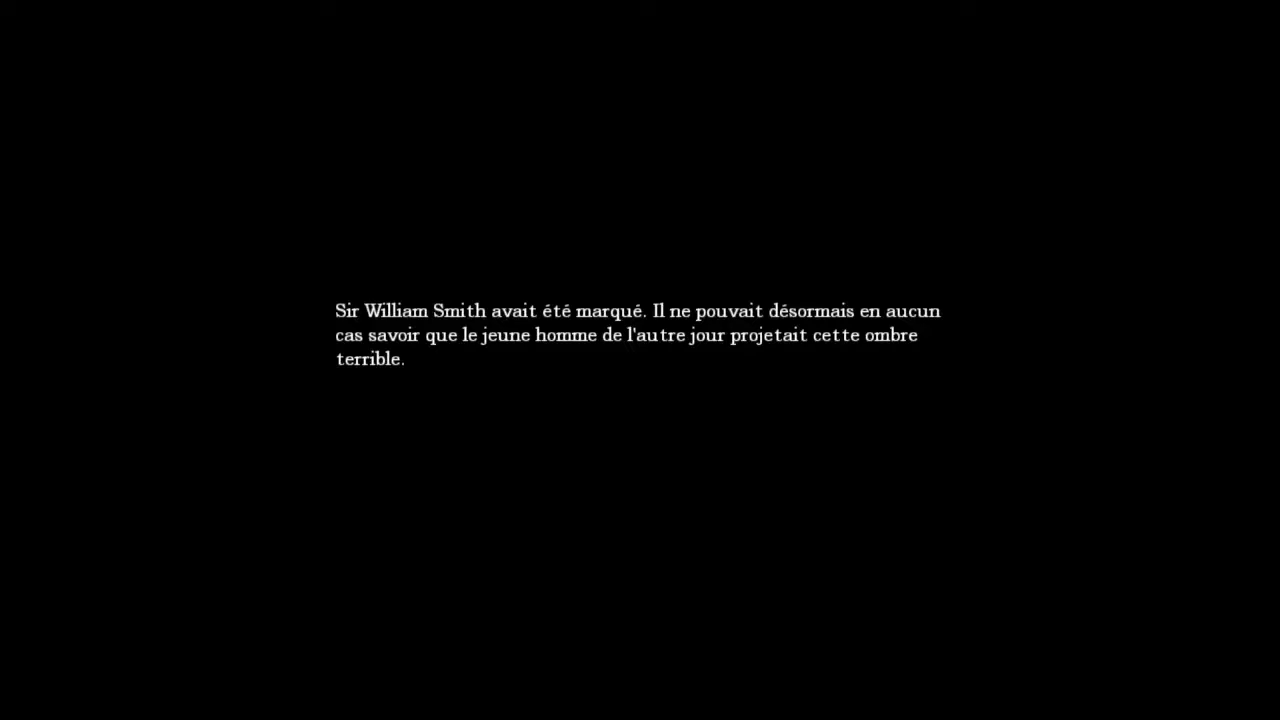 Sir William Smith avait été marqué. Il ne pouvait désormais en aucun
cas savoir que le jeune homme de l'autre jour projetait cette ombre
terrible.